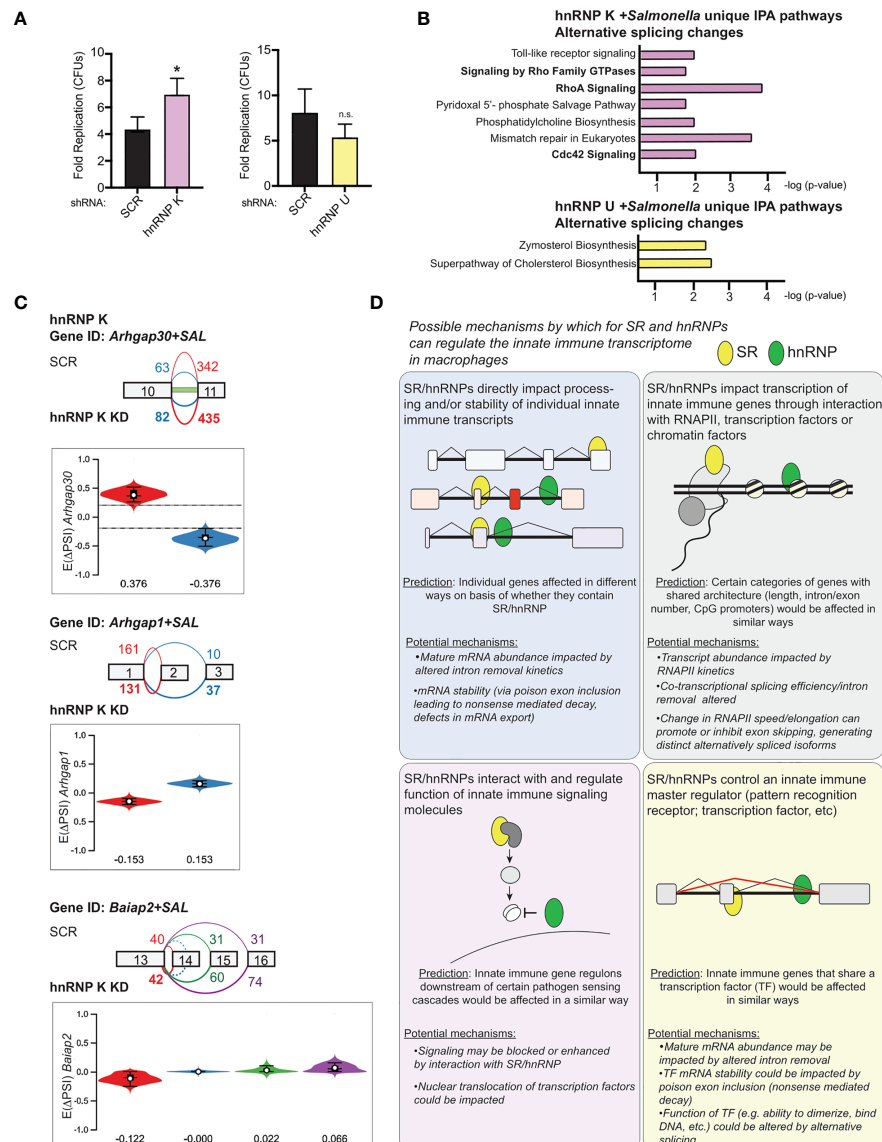 A
Fold Replication (CFUs)
10
8
6
4
2
0
*
shRNA:
SCR
hnRNP K
Fold Replication (CFUs)
15
10
5
0
n.s.
shRNA:
SCR
hnRNP U
B
hnRNP K +Salmonella unique IPA pathways
Alternative splicing changes
Toll-like receptor signaling
Signaling by Rho Family GTPases
RhoA Signaling
Pyridoxal 5'- phosphate Salvage Pathway
Phosphatidylcholine Biosynthesis
Mismatch repair in Eukaryotes
Cdc42 Signaling
1 2 3 4 -log (p-value)
hnRNP U +Salmonella unique IPA pathways
Alternative splicing changes
Zymosterol Biosynthesis
Superpathway of Cholersterol Biosynthesis
1 2 3 4 -log (p-value)
C
hnRNP K
Gene ID: Arhgap30+SAL
SCR
63 342
10 11
hnRNP K KD
82 435
E(ΔPSI) Arhgap30
1.0
0.5
0.0
-0.5
-1.0
0.376 -0.376
Gene ID: Arhgap1+SAL
SCR
161 10
1 2 3
131 37
hnRNP K KD
E(ΔPSI) Arhgap1
1.0
0.5
0.0
0.5
1.0
-0.153 0.153
Gene ID: Baiap2+SAL
SCR
40 31 31
13 14 15 16
42 60 74
hnRNP K KD
E(ΔPSI) Baiap2
1.0
0.5
0.0
-0.5
-1.0
-0.122 -0.000 0.022 0.066
D
Possible mechanisms by which for SR and hnRNPs
can regulate the innate immune transcriptome
in macrophages
SR hnRNP
SR/hnRNPs directly impact process-
ing and/or stability of individual innate
immune transcripts
Prediction: Individual genes affected in different
ways on basis of whether they contain
SR/hnRNP
Potential mechanisms:
•Mature mRNA abundance impacted by
altered intron removal kinetics
•mRNA stability (via poison exon inclusion
leading to nonsense mediated decay,
defects in mRNA export)
SR/hnRNPs impact transcription of
innate immune genes through interaction
with RNAPII, transcription factors or
chromatin factors
Prediction: Certain categories of genes with
shared architecture (length, intron/exon
number, CpG promoters) would be affected in
similar ways
Potential mechanisms:
•Transcript abundance impacted by
RNAPII kinetics
•Co-transcriptional splicing efficiency/intron
removal altered
•Change in RNAPII speed/elongation can
promote or inhibit exon skipping, generating
distinct alternatively spliced isoforms
SR/hnRNPs interact with and regulate
function of innate immune signaling
molecules
Prediction: Innate immune gene regulons
downstream of certain pathogen sensing
cascades would be affected in a similar way
Potential mechanisms:
•Signaling may be blocked or enhanced
by interaction with SR/hnRNP
•Nuclear translocation of transcription factors
could be impacted
SR/hnRNPs control an innate immune
master regulator (pattern recognition
receptor; transcription factor, etc)
Prediction: Innate immune genes that share a
transcription factor (TF) would be affected
in similar ways
Potential mechanisms:
•Mature mRNA abundance may be
impacted by altered intron removal
•TF mRNA stability could be impacted by
poison exon inclusion (nonsense mediated
decay)
•Function of TF (e.g. ability to dimerize, bind
DNA, etc.) could be altered by alternative
splicing